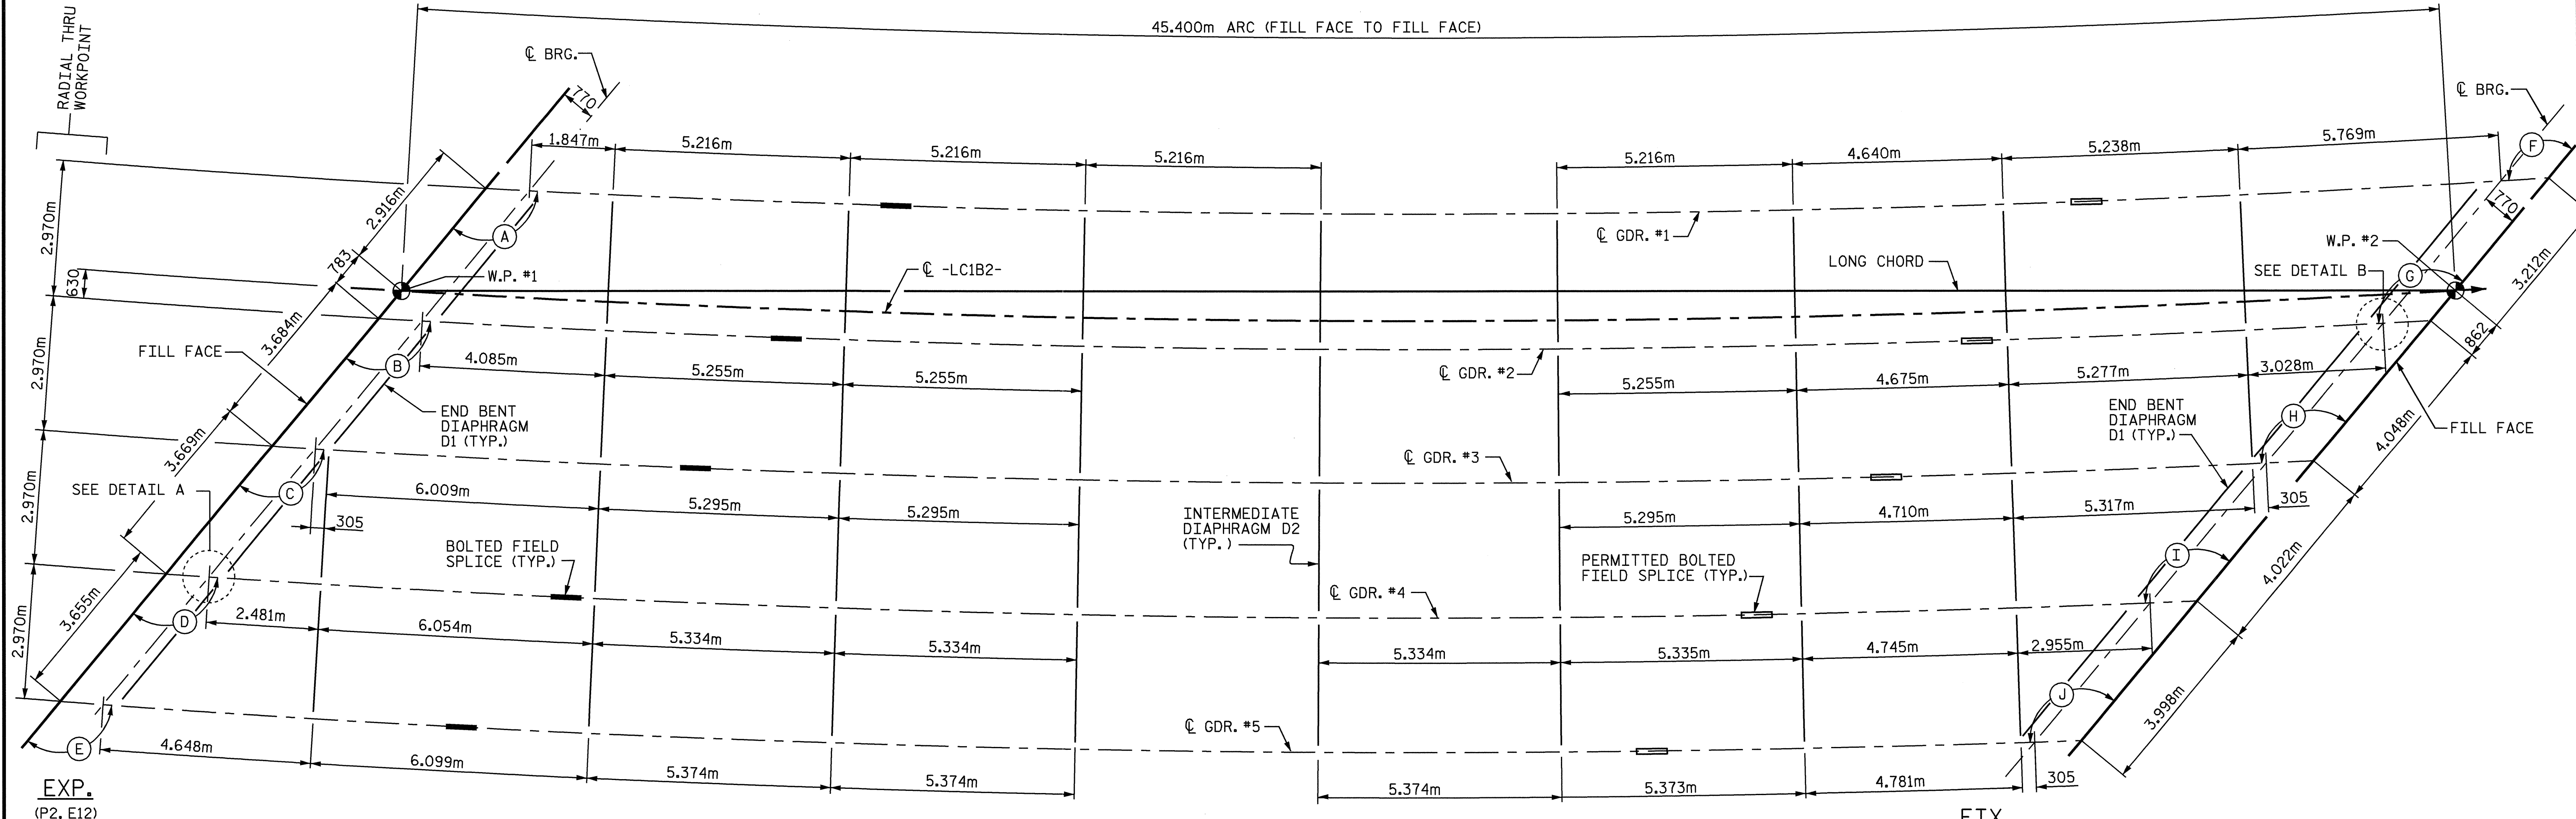 45.400m ARC (FILL FACE TO FILL FACE)
RADIAL THRU
WORKPOINT
℄ BRG.
℄ BRG.
770
1.847m
5.216m
5.216m
5.216m
5.216m
4.640m
5.238m
5.769m
F
2.970m
2.916m
770
A
℄ GDR. #1
W.P. #2
783
630
W.P. #1
℄ -LC1B2-
LONG CHORD
SEE DETAIL B
G
3.212m
3.684m
FILL FACE
B
862
2.970m
4.085m
5.255m
5.255m
℄ GDR. #2
5.255m
4.675m
5.277m
3.028m
END BENT
DIAPHRAGM
D1 (TYP.)
END BENT
DIAPHRAGM
D1 (TYP.)
H
4.048m
FILL FACE
3.669m
℄ GDR. #3
2.970m
SEE DETAIL A
C
6.009m
5.295m
5.295m
5.295m
4.710m
5.317m
305
305
INTERMEDIATE
DIAPHRAGM D2
(TYP.)
BOLTED FIELD
SPLICE (TYP.)
PERMITTED BOLTED
FIELD SPLICE (TYP.)
I
4.022m
℄ GDR. #4
3.655m
D
2.970m
2.481m
6.054m
5.334m
5.334m
5.334m
5.335m
4.745m
2.955m
J
3.998m
℄ GDR. #5
E
4.648m
6.099m
5.374m
5.374m
5.374m
5.373m
4.781m
305
EXP.
(P2, E12)